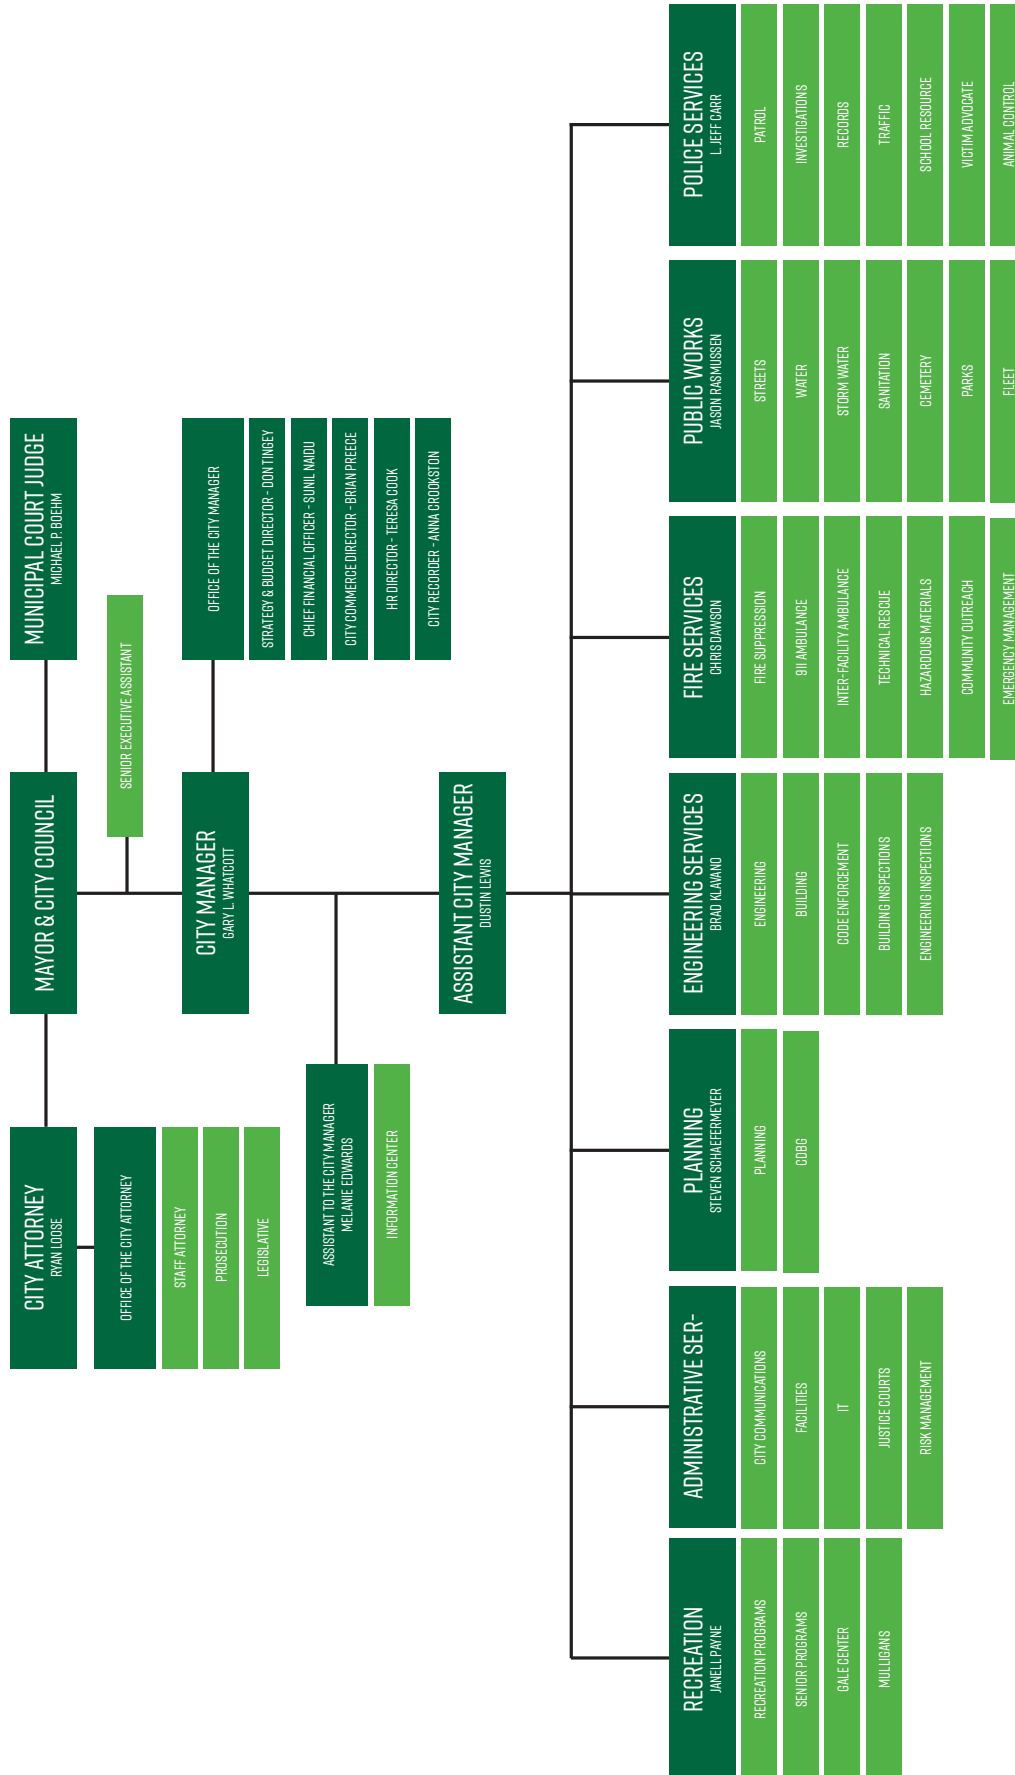 MAYOR & CITY COUNCIL
CITY ATTORNEY
RYAN LOOSE
OFFICE OF THE CITY ATTORNEY
STAFF ATTORNEY
PROSECUTION
LEGISLATIVE
MUNICIPAL COURT JUDGE
MICHAEL P. BOEHM
SENIOR EXECUTIVE ASSISTANT
CITY MANAGER
GARY L. WHATCOTT
OFFICE OF THE CITY MANAGER
STRATEGY & BUDGET DIRECTOR - DON TINGEY
CHIEF FINANCIAL OFFICER - SUNIL NAIDU
CITY COMMERCE DIRECTOR - BRIAN PREECE
HR DIRECTOR - TERESA COOK
CITY RECORDER - ANNA CROOKSTON
ASSISTANT TO THE CITY MANAGER
MELANIE EDWARDS
INFORMATION CENTER
ASSISTANT CITY MANAGER
DUSTIN LEWIS
RECREATION
JANELL PAYNE
RECREATION PROGRAMS
SENIOR PROGRAMS
GALE CENTER
MULLIGANS
ADMINISTRATIVE SER-
CITY COMMUNICATIONS
FACILITIES
IT
JUSTICE COURTS
RISK MANAGEMENT
PLANNING
STEVEN SCHAEFERMEYER
PLANNING
CDBG
ENGINEERING SERVICES
BRAD KLAVANO
ENGINEERING
BUILDING
CODE ENFORCEMENT
BUILDING INSPECTIONS
ENGINEERING INSPECTIONS
FIRE SERVICES
CHRIS DAWSON
FIRE SUPPRESSION
911 AMBULANCE
INTER-FACILITY AMBULANCE
TECHNICAL RESCUE
HAZARDOUS MATERIALS
COMMUNITY OUTREACH
EMERGENCY MANAGEMENT
PUBLIC WORKS
JASON RASMUSSEN
STREETS
WATER
STORM WATER
SANITATION
CEMETERY
PARKS
FLEET
POLICE SERVICES
L. JEFF CARR
PATROL
INVESTIGATIONS
RECORDS
TRAFFIC
SCHOOL RESOURCE
VICTIM ADVOCATE
ANIMAL CONTROL